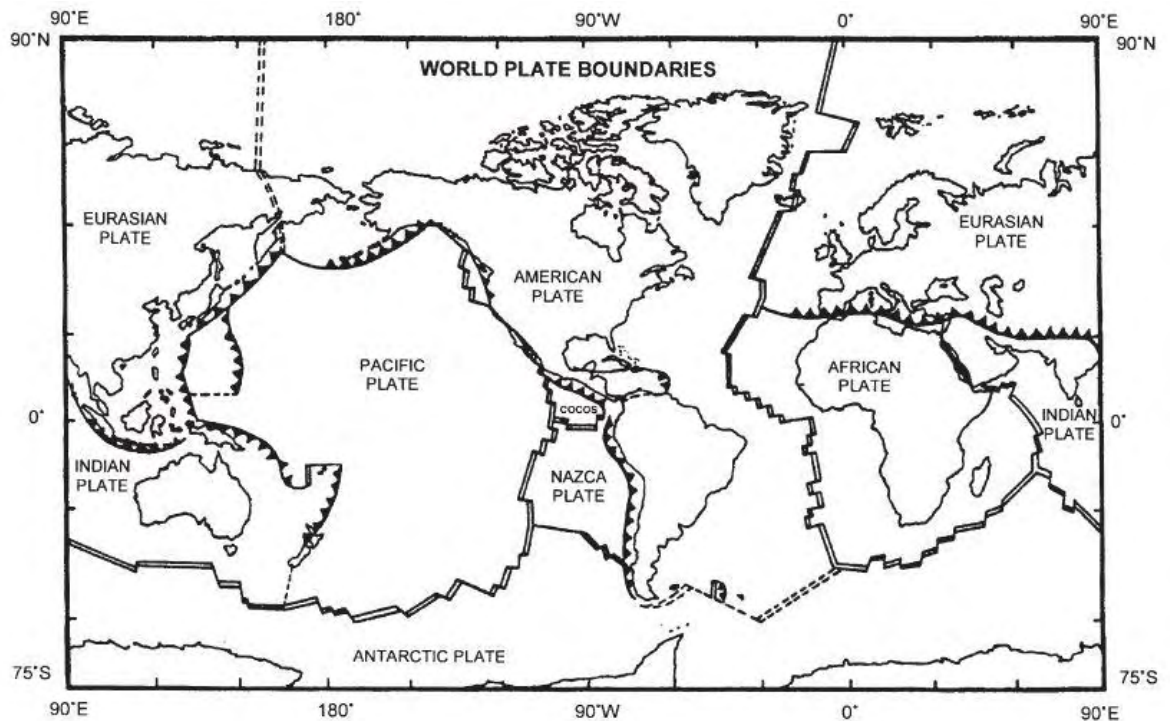 90°E 180° 90°W 0° 90°E
90°N 90°N
WORLD PLATE BOUNDARIES
EURASIAN
PLATE
EURASIAN
PLATE
AMERICAN
PLATE
PACIFIC
PLATE
AFRICAN
PLATE
COCOS
0° 0°
INDIAN
PLATE
INDIAN
PLATE
NAZCA
PLATE
ANTARCTIC PLATE
75°S 75°S
90°E 180° 90°W 0° 90°E